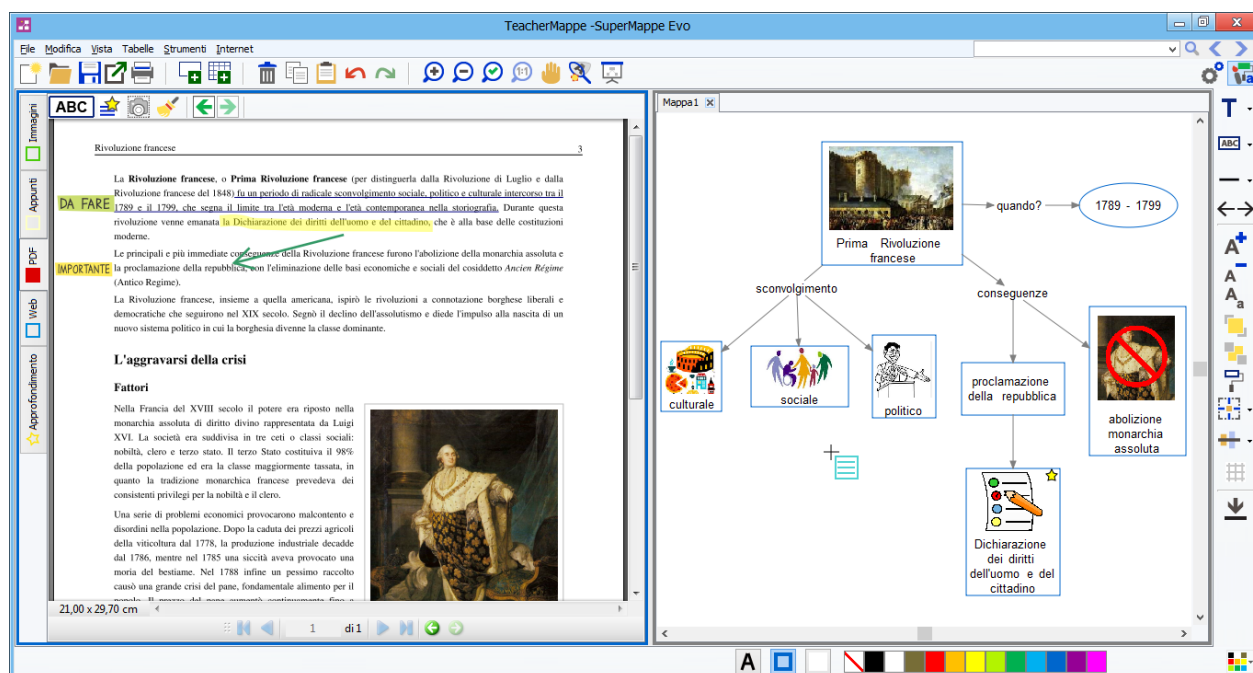 TeacherMappe -SuperMappe Evo
File Modifica Vista Tabelle Strumenti Internet
1:1
ABC
Immagini
Appunti
PDF
Web
Approfondimento
Rivoluzione francese 3
La Rivoluzione francese, o Prima Rivoluzione francese (per distinguerla dalla Rivoluzione di Luglio e dalla
Rivoluzione francese del 1848) fu un periodo di radicale sconvolgimento sociale, politico e culturale intercorso tra il
DA FARE
1789 e il 1799, che segna il limite tra l'età moderna e l'età contemporanea nella storiografia. Durante questa
rivoluzione venne emanata la Dichiarazione dei diritti dell'uomo e del cittadino, che è alla base delle costituzioni
moderne.
Le principali e più immediate conseguenze della Rivoluzione francese furono l'abolizione della monarchia assoluta e
IMPORTANTE
la proclamazione della repubblica, con l'eliminazione delle basi economiche e sociali del cosiddetto Ancien Régime
(Antico Regime).
La Rivoluzione francese, insieme a quella americana, ispirò le rivoluzioni a connotazione borghese liberali e
democratiche che seguirono nel XIX secolo. Segnò il declino dell'assolutismo e diede l'impulso alla nascita di un
nuovo sistema politico in cui la borghesia divenne la classe dominante.
L'aggravarsi della crisi
Fattori
Nella Francia del XVIII secolo il potere era riposto nella
monarchia assoluta di diritto divino rappresentata da Luigi
XVI. La società era suddivisa in tre ceti o classi sociali:
nobiltà, clero e terzo stato. Il terzo Stato costituiva il 98%
della popolazione ed era la classe maggiormente tassata, in
quanto la tradizione monarchica francese prevedeva dei
consistenti privilegi per la nobiltà e il clero.
Una serie di problemi economici provocarono malcontento e
disordini nella popolazione. Dopo la caduta dei prezzi agricoli
della viticoltura dal 1778, la produzione industriale decadde
dal 1786, mentre nel 1785 una siccità aveva provocato una
moria del bestiame. Nel 1788 infine un pessimo raccolto
causò una grande crisi del pane, fondamentale alimento per il
popolo. Il prezzo del pane aumentò continuamente fino a
21,00 x 29,70 cm
1 di1
Mappa1
Prima Rivoluzione
francese
quando?
1789 - 1799
sconvolgimento
conseguenze
culturale
sociale
politico
proclamazione
della repubblica
abolizione
monarchia
assoluta
Dichiarazione
dei diritti
dell'uomo e del
cittadino
T
ABC
A
A
A a
A